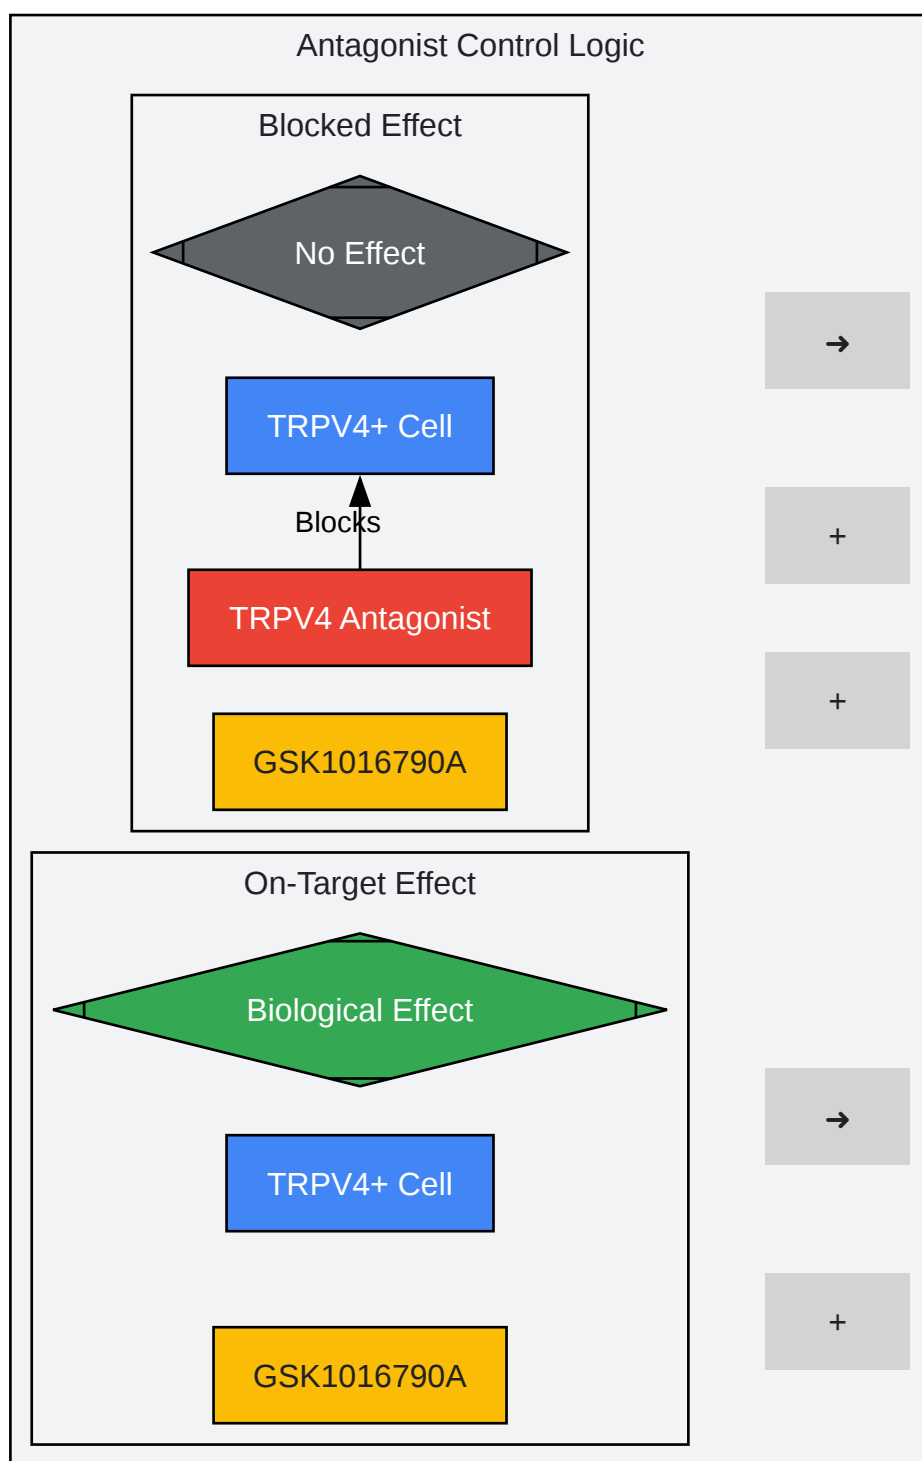 Antagonist Control Logic
Blocked Effect
No Effect
➔
TRPV4+ Cell
Blocks
+
TRPV4 Antagonist
+
GSK1016790A
On-Target Effect
Biological Effect
➔
TRPV4+ Cell
+
GSK1016790A